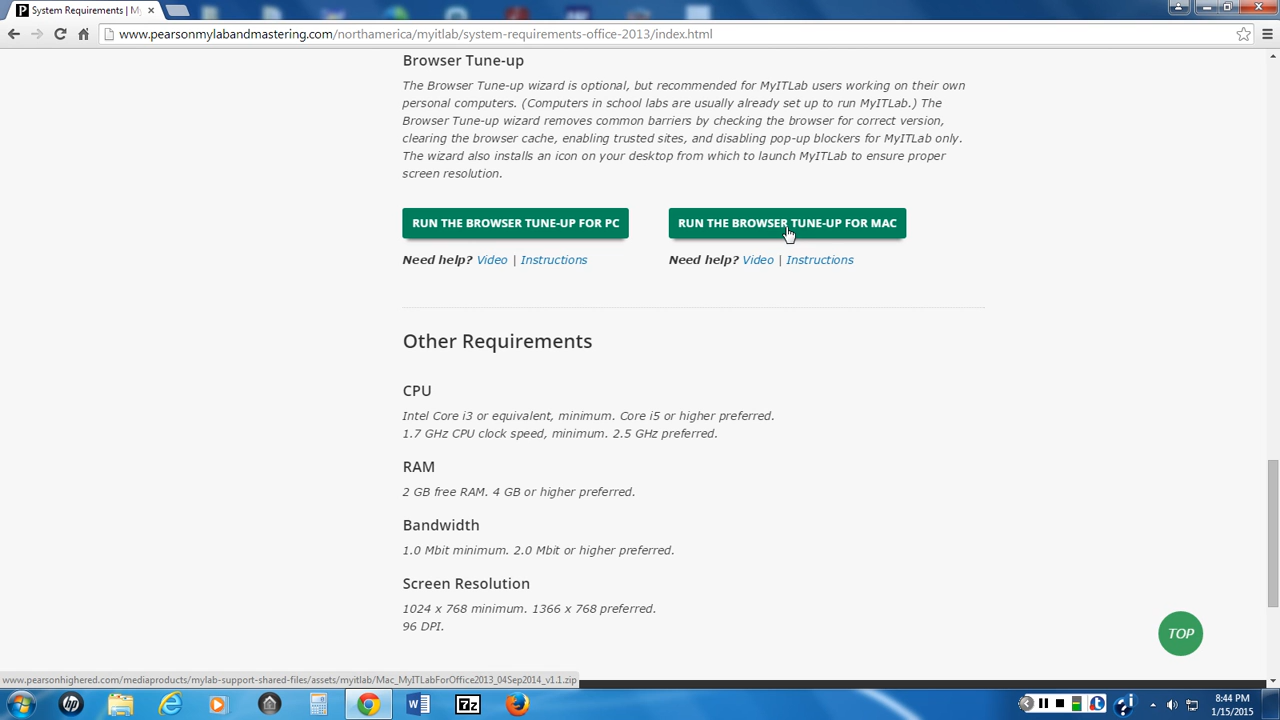 System Requirements | My
www.pearsonmylabandmastering.com/northamerica/myitlab/system-requirements-office-2013/index.html
Browser Tune-up
The Browser Tune-up wizard is optional, but recommended for MyITLab users working on their own
personal computers. (Computers in school labs are usually already set up to run MyITLab.) The
Browser Tune-up wizard removes common barriers by checking the browser for correct version,
clearing the browser cache, enabling trusted sites, and disabling pop-up blockers for MyITLab only.
The wizard also installs an icon on your desktop from which to launch MyITLab to ensure proper
screen resolution.
RUN THE BROWSER TUNE-UP FOR PC
RUN THE BROWSER TUNE-UP FOR MAC
Need help? Video | Instructions
Need help? Video | Instructions
Other Requirements
CPU
Intel Core i3 or equivalent, minimum. Core i5 or higher preferred.
1.7 GHz CPU clock speed, minimum. 2.5 GHz preferred.
RAM
2 GB free RAM. 4 GB or higher preferred.
Bandwidth
1.0 Mbit minimum. 2.0 Mbit or higher preferred.
Screen Resolution
1024 x 768 minimum. 1366 x 768 preferred.
96 DPI.
TOP
www.pearsonhighered.com/mediaproducts/mylab-support-shared-files/assets/myitlab/Mac_MyITLabForOffice2013_04Sep2014_v1.1.zip
8:44 PM
1/15/2015